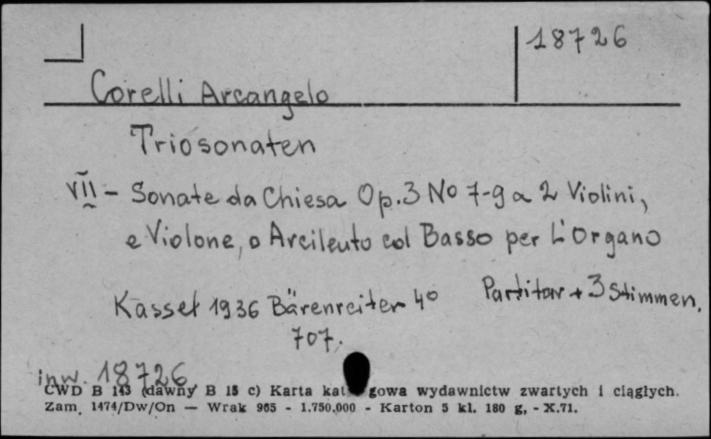 18726
Corelli Arcangelo
Triosonaten
VII - Sonate da Chiesa Op.3 No 7-9 a 2 Violini,
e Violone, o Arcileuto col Basso per L'Organo
Kassel 1936 Bärenreiter 4° Partitur + 3 Stimmen.
707.
inw. 18726
CWD B 143 (dawny B 15 c) Karta kat gowa wydawnictw zwartych i ciągłych.
Zam. 1474/Dw/On — Wrak 965 - 1.750.000 - Karton 5 kl. 180 g, - X.71.